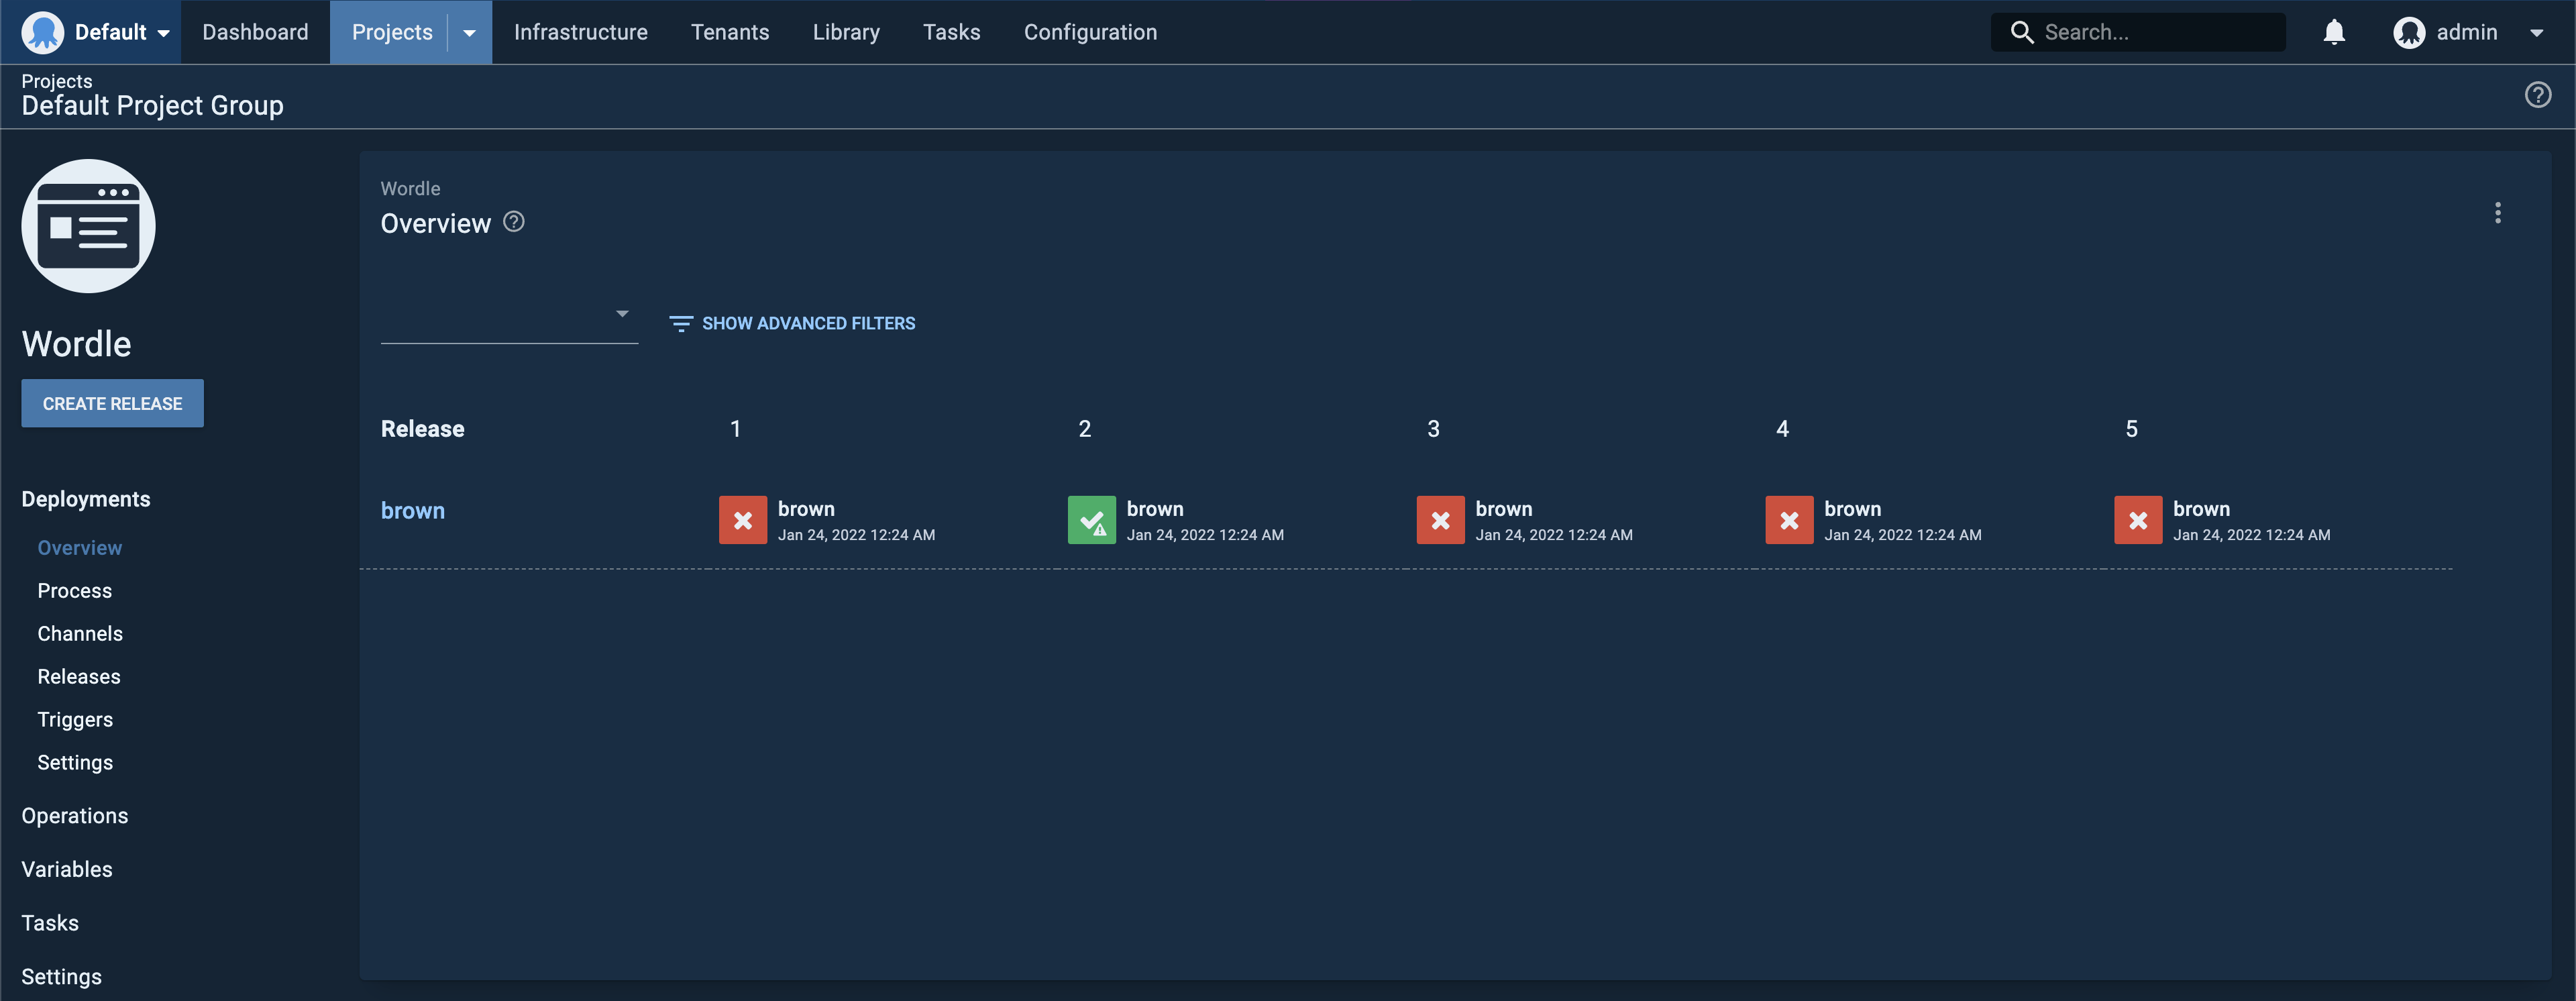 Default Dashboard Projects Infrastructure Tenants Library Tasks Configuration Search... admin
Projects
Default Project Group
Wordle
CREATE RELEASE
Deployments
Overview
Process
Channels
Releases
Triggers
Settings
Operations
Variables
Tasks
Settings
Wordle
Overview
SHOW ADVANCED FILTERS
Release 1 2 3 4 5
brown brown brown brown brown brown
Jan 24, 2022 12:24 AM Jan 24, 2022 12:24 AM Jan 24, 2022 12:24 AM Jan 24, 2022 12:24 AM Jan 24, 2022 12:24 AM